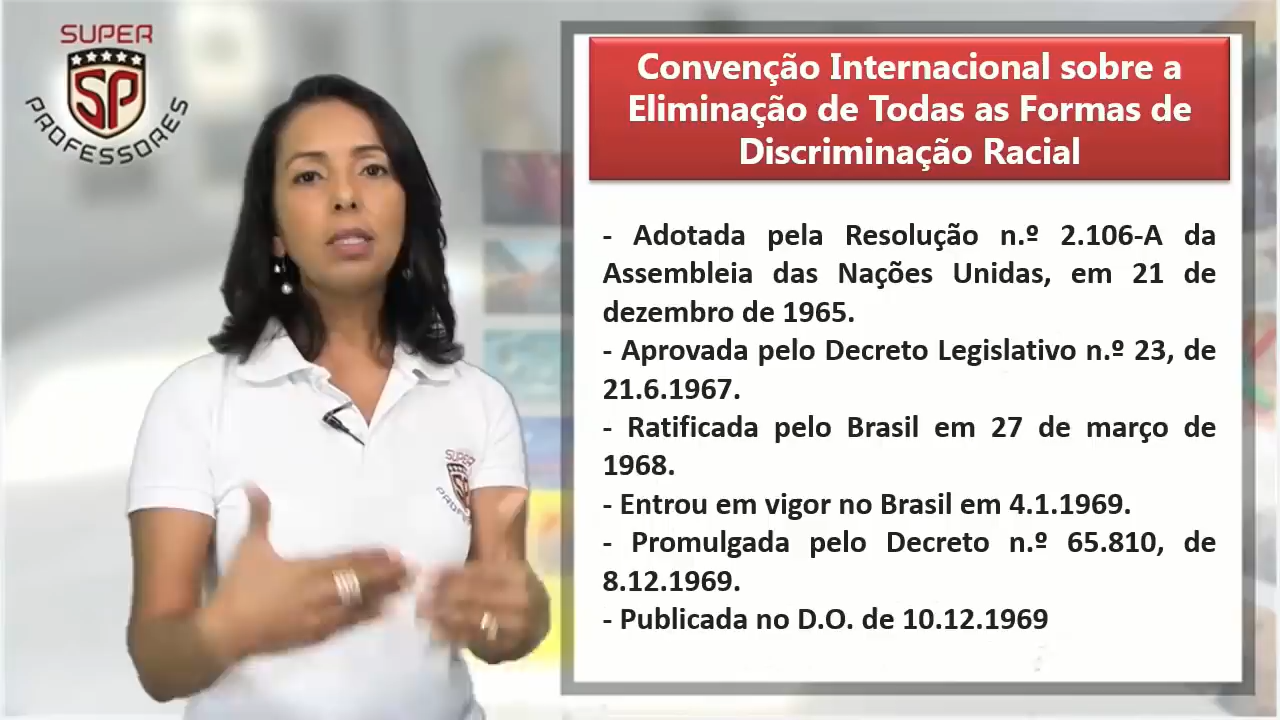 SUPER
SP
PROFESSORES
Convenção Internacional sobre a
Eliminação de Todas as Formas de
Discriminação Racial
- Adotada pela Resolução n.º 2.106-A da
Assembleia das Nações Unidas, em 21 de
dezembro de 1965.
- Aprovada pelo Decreto Legislativo n.º 23, de
21.6.1967.
- Ratificada pelo Brasil em 27 de março de
1968.
- Entrou em vigor no Brasil em 4.1.1969.
- Promulgada pelo Decreto n.º 65.810, de
8.12.1969.
- Publicada no D.O. de 10.12.1969
SUPER